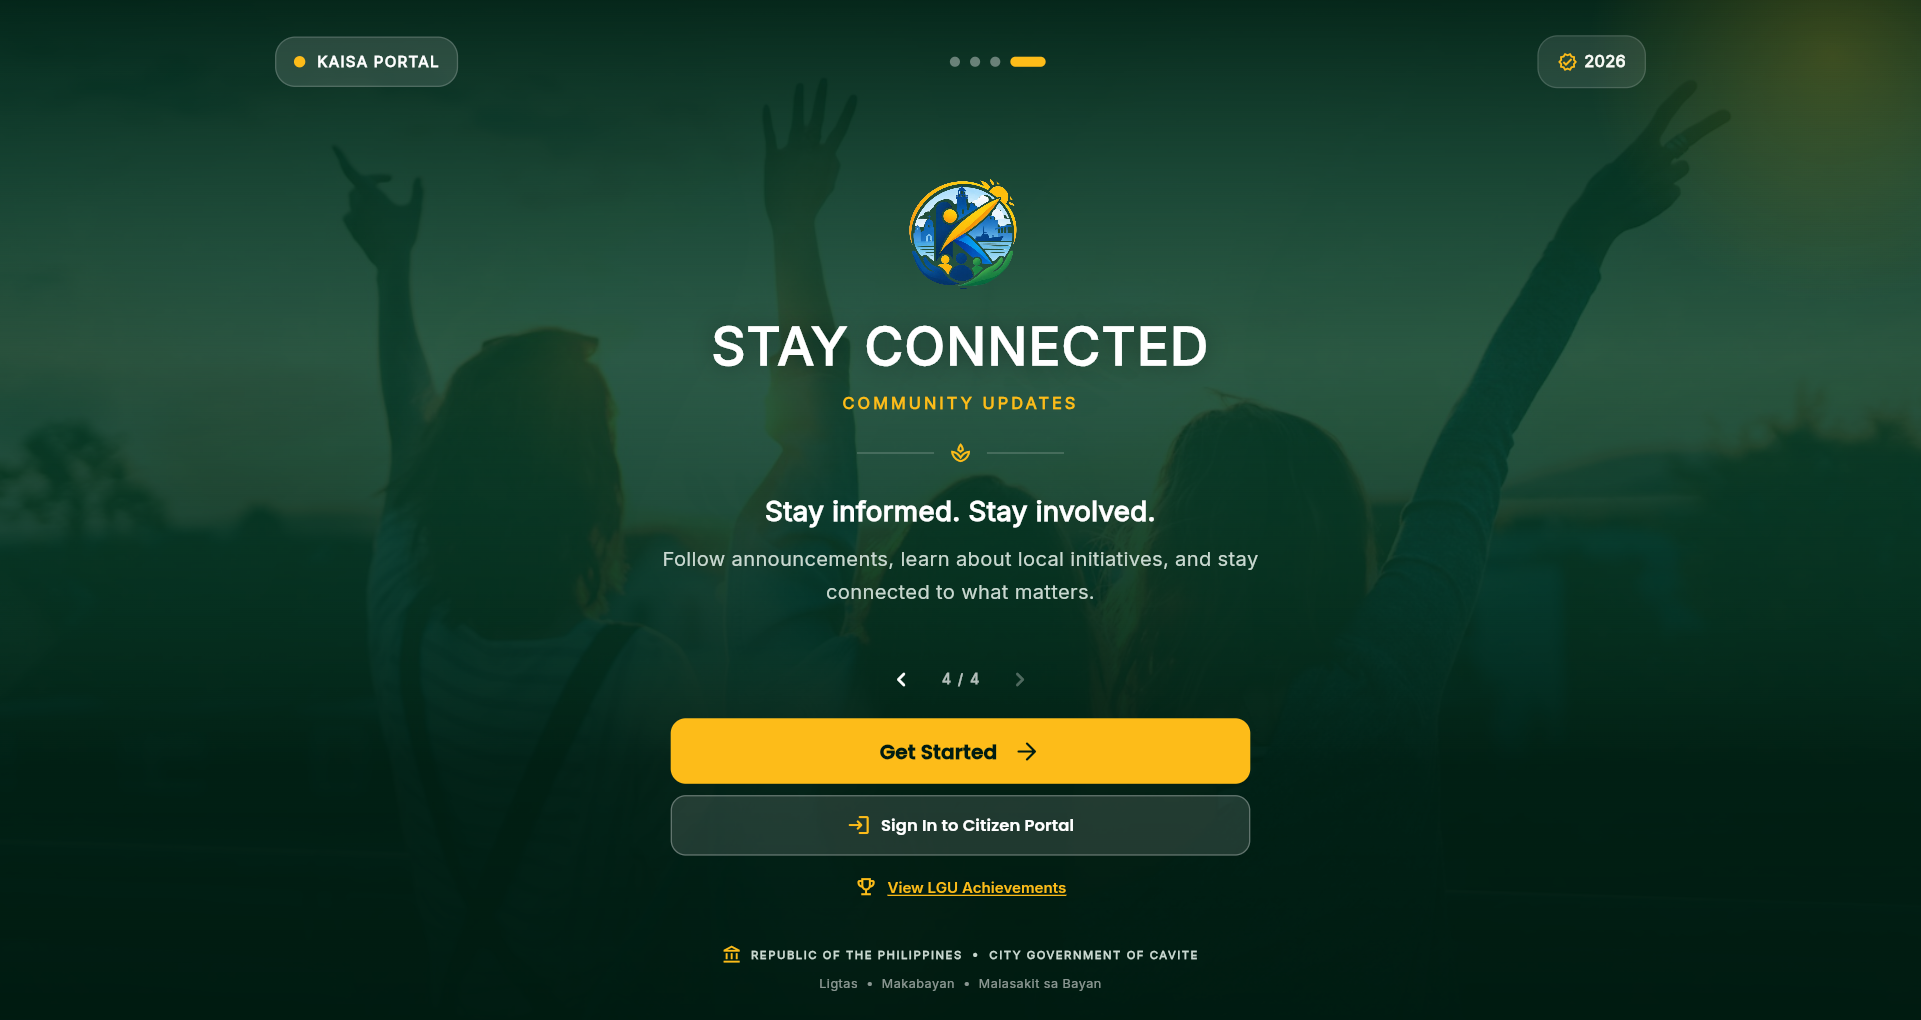 KAISA PORTAL
2026
STAY CONNECTED
COMMUNITY UPDATES
Stay informed. Stay involved.
Follow announcements, learn about local initiatives, and stay
connected to what matters.
4 / 4
Get Started
Sign In to Citizen Portal
View LGU Achievements
REPUBLIC OF THE PHILIPPINES • CITY GOVERNMENT OF CAVITE
Ligtas • Makabayan • Malasakit sa Bayan